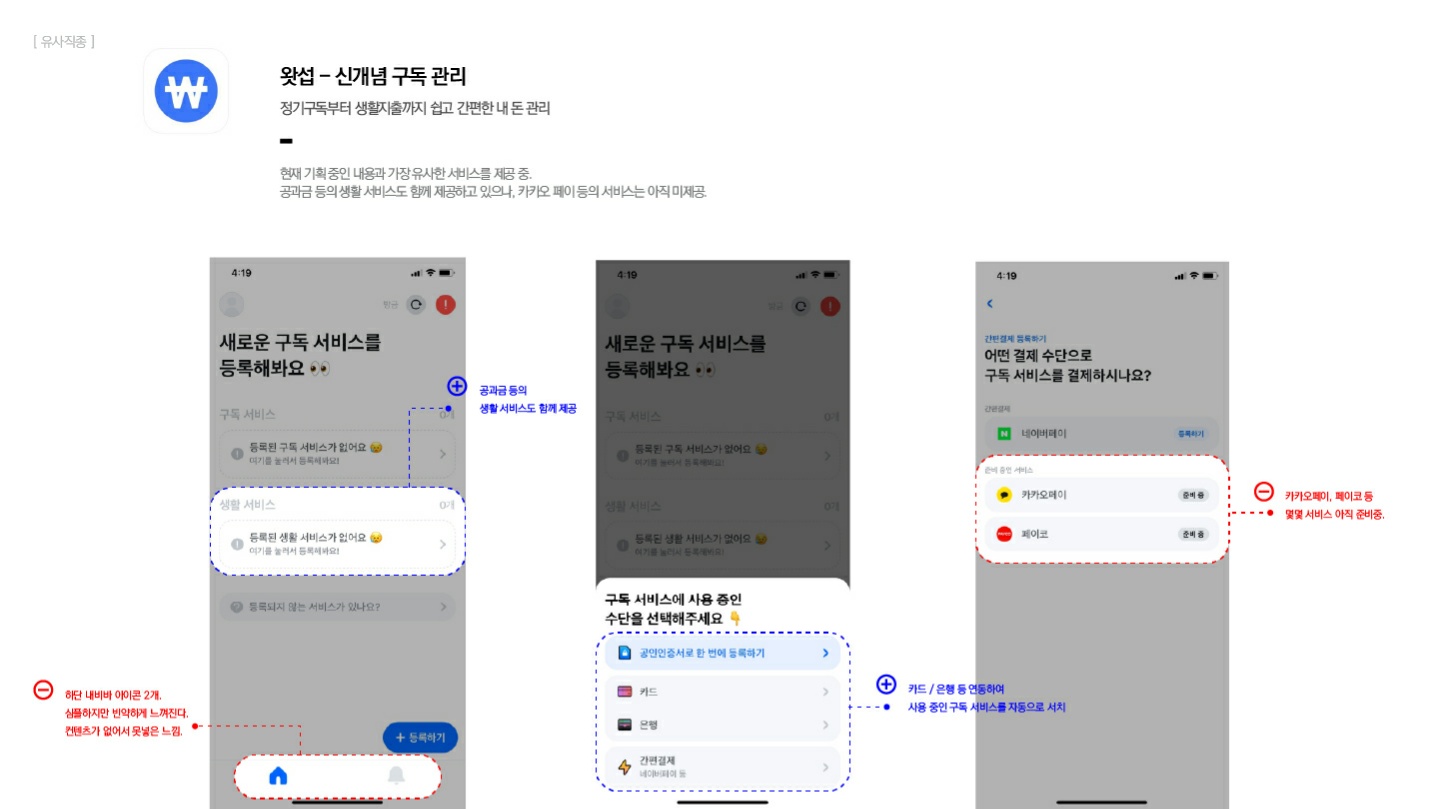 [ 유사직종 ]
왓섭 – 신개념 구독 관리
정기구독부터 생활지출까지 쉽고 간편한 내 돈 관리
현재 기획 중인 내용과 가장 유사한 서비스를 제공 중.
공과금 등의 생활 서비스도 함께 제공하고 있으나, 카카오 페이 등의 서비스는 아직 미제공.
4:19
방금
새로운 구독 서비스를
등록해봐요 👀
구독 서비스 0개
등록된 구독 서비스가 없어요 😥
여기를 눌러서 등록해봐요!
생활 서비스 0개
등록된 생활 서비스가 없어요 😥
여기를 눌러서 등록해봐요!
등록되지 않는 서비스가 있나요?
+ 등록하기
공과금 등의
생활 서비스도 함께 제공
하단 내비바 아이콘 2개.
심플하지만 빈약하게 느껴진다.
컨텐츠가 없어서 못넣은 느낌.
4:19
방금
새로운 구독 서비스를
등록해봐요 👀
구독 서비스 0개
등록된 구독 서비스가 없어요 😥
여기를 눌러서 등록해봐요!
생활 서비스 0개
등록된 생활 서비스가 없어요 😥
여기를 눌러서 등록해봐요!
구독 서비스에 사용 중인
수단을 선택해주세요 👇
공인인증서로 한 번에 등록하기
카드
은행
간편결제
네이버페이 등
카드 / 은행 등 연동하여
사용 중인 구독 서비스를 자동으로 서치
4:19
간편결제 등록하기
어떤 결제 수단으로
구독 서비스를 결제하시나요?
간편결제
N 네이버페이 등록하기
준비 중인 서비스
카카오페이 준비 중
페이코 준비 중
카카오페이, 페이코 등
몇몇 서비스 아직 준비중.